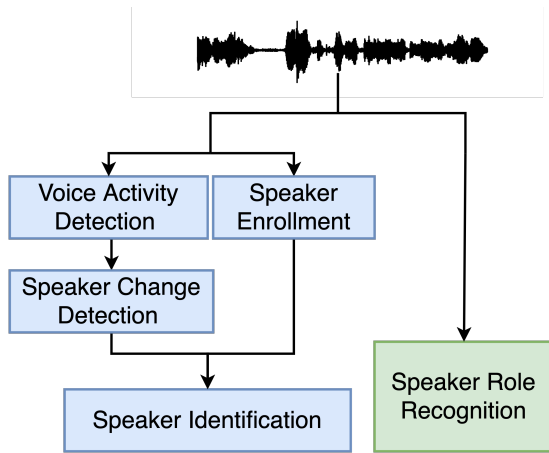 Voice Activity
Detection
Speaker
Enrollment
Speaker Change
Detection
Speaker Identification
Speaker Role
Recognition